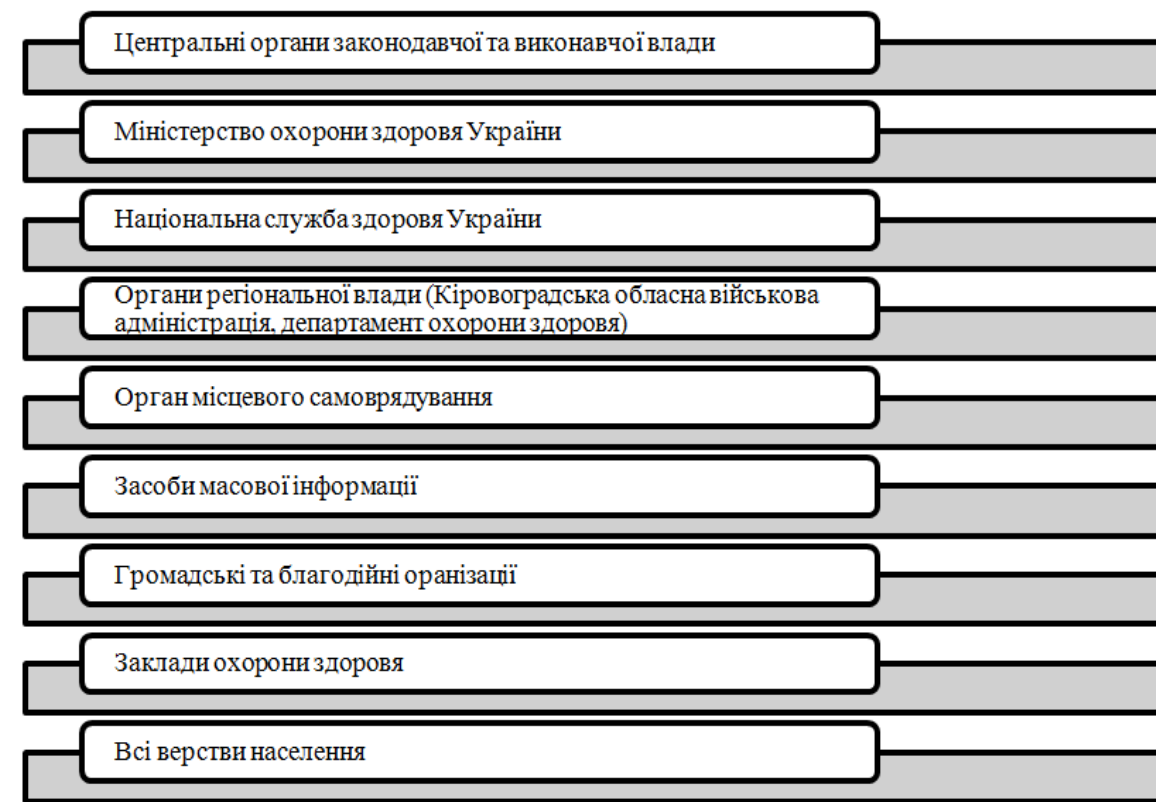 Центральні органи законодавчої та виконавчої влади
Міністерство охорони здоровя України
Національна служба здоровя України
Органи регіональної влади (Кіровоградська обласна військова
адміністрація, департамент охорони здоровя)
Орган місцевого самоврядування
Засоби масової інформації
Громадські та благодійні оранізації
Заклади охорони здоровя
Всі верстви населення